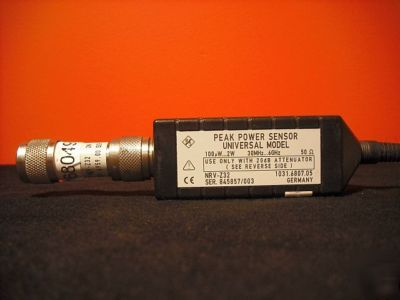 PEAK POWER SENSOR
UNIVERSAL MODEL
100µW...2W 30MHz...6GHz 50 Ω
USE ONLY WITH 20dB ATTENUATOR
( SEE REVERSE SIDE )
NRV-Z32 1031.6807.05
SER. 845857/003 GERMANY
8049